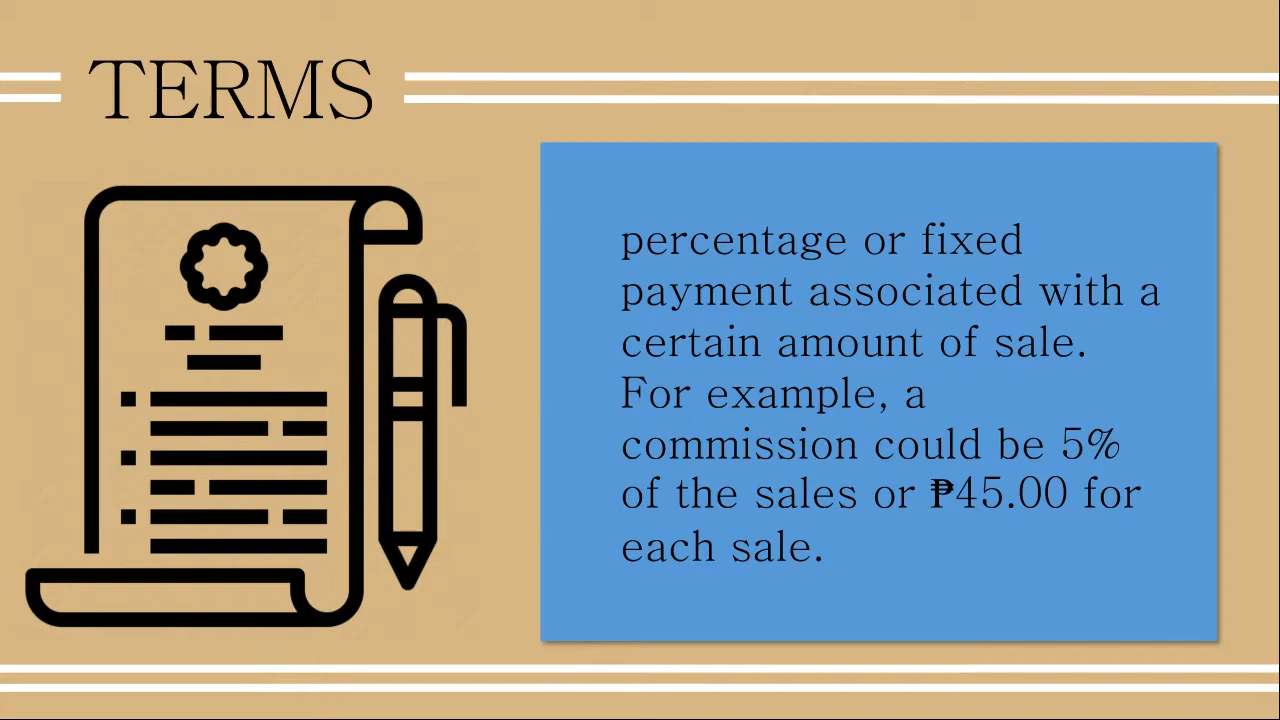 TERMS
percentage or fixed
payment associated with a
certain amount of sale.
For example, a
commission could be 5%
of the sales or ₱45.00 for
each sale.